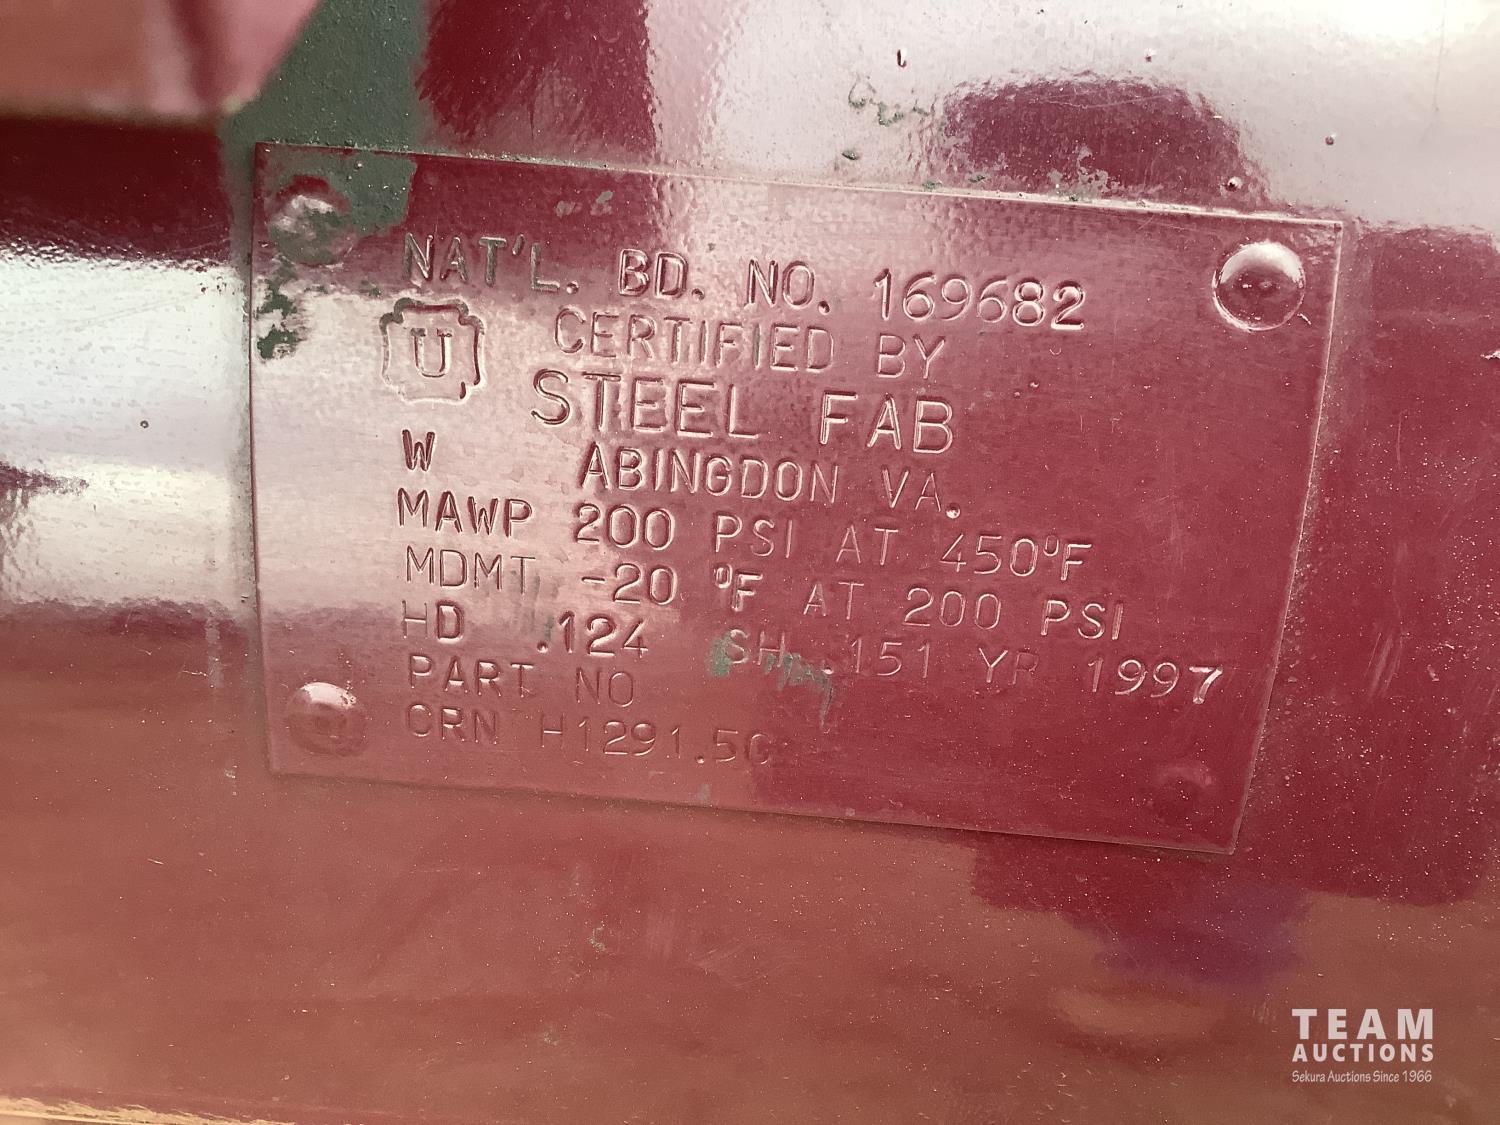 NAT'L. BD. NO. 169682
U CERTIFIED BY
STEEL FAB
W ABINGDON VA.
MAWP 200 PSI AT 450°F
MDMT -20 °F AT 200 PSI
HD .124 SH .151 YR 1997
PART NO
CRN H1291.5C
TEAM
AUCTIONS
Sekura Auctions Since 1966